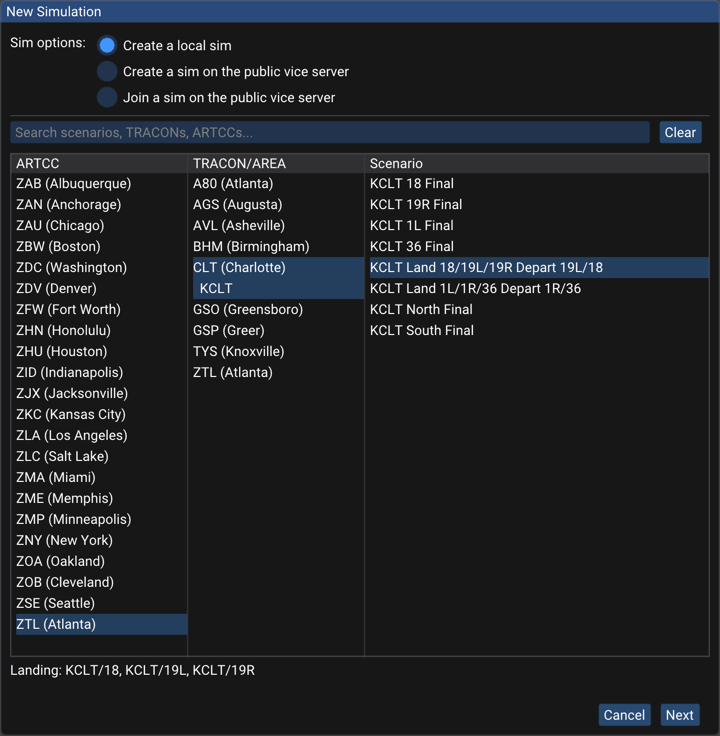 New Simulation
Sim options:
Create a local sim
Create a sim on the public vice server
Join a sim on the public vice server
Search scenarios, TRACONs, ARTCCs...
Clear
ARTCC
ZAB (Albuquerque)
ZAN (Anchorage)
ZAU (Chicago)
ZBW (Boston)
ZDC (Washington)
ZDV (Denver)
ZFW (Fort Worth)
ZHN (Honolulu)
ZHU (Houston)
ZID (Indianapolis)
ZJX (Jacksonville)
ZKC (Kansas City)
ZLA (Los Angeles)
ZLC (Salt Lake)
ZMA (Miami)
ZME (Memphis)
ZMP (Minneapolis)
ZNY (New York)
ZOA (Oakland)
ZOB (Cleveland)
ZSE (Seattle)
ZTL (Atlanta)
TRACON/AREA
A80 (Atlanta)
AGS (Augusta)
AVL (Asheville)
BHM (Birmingham)
CLT (Charlotte)
KCLT
GSO (Greensboro)
GSP (Greer)
TYS (Knoxville)
ZTL (Atlanta)
Scenario
KCLT 18 Final
KCLT 19R Final
KCLT 1L Final
KCLT 36 Final
KCLT Land 18/19L/19R Depart 19L/18
KCLT Land 1L/1R/36 Depart 1R/36
KCLT North Final
KCLT South Final
Landing: KCLT/18, KCLT/19L, KCLT/19R
Cancel
Next